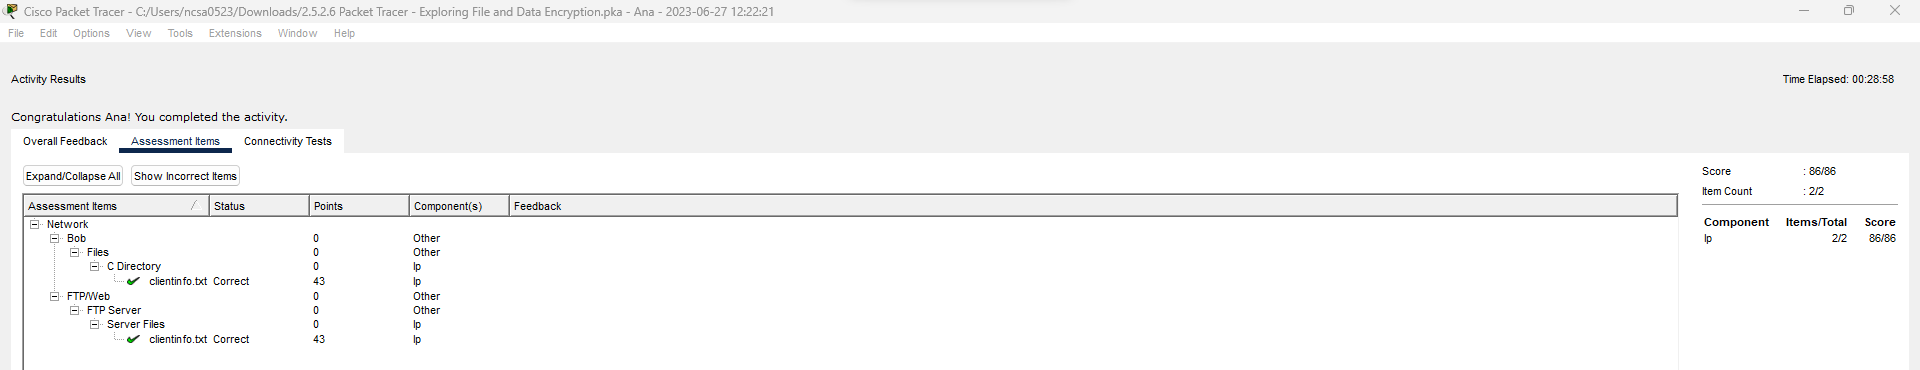 Cisco Packet Tracer - C:/Users/ncsa0523/Downloads/2.5.2.6 Packet Tracer - Exploring File and Data Encryption.pka - Ana - 2023-06-27 12:22:21
File Edit Options View Tools Extensions Window Help
Activity Results Time Elapsed: 00:28:58
Congratulations Ana! You completed the activity.
Overall Feedback Assessment Items Connectivity Tests
Expand/Collapse All Show Incorrect Items
Assessment Items Status Points Component(s) Feedback
Network
Bob 0 Other
Files 0 Other
C Directory 0 Ip
clientinfo.txt Correct 43 Ip
FTP/Web 0 Other
FTP Server 0 Other
Server Files 0 Ip
clientinfo.txt Correct 43 Ip
Score : 86/86
Item Count : 2/2
Component Items/Total Score
Ip 2/2 86/86